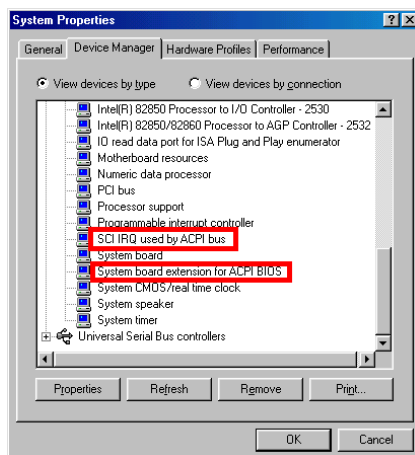 System Properties
General Device Manager Hardware Profiles Performance
View devices by type View devices by connection
Intel(R) 82850 Processor to I/O Controller - 2530
Intel(R) 82850/82860 Processor to AGP Controller - 2532
IO read data port for ISA Plug and Play enumerator
Motherboard resources
Numeric data processor
PCI bus
Processor support
Programmable interrupt controller
SCI IRQ used by ACPI bus
System board
System board extension for ACPI BIOS
System CMOS/real time clock
System speaker
System timer
Universal Serial Bus controllers
Properties Refresh Remove Print...
OK Cancel